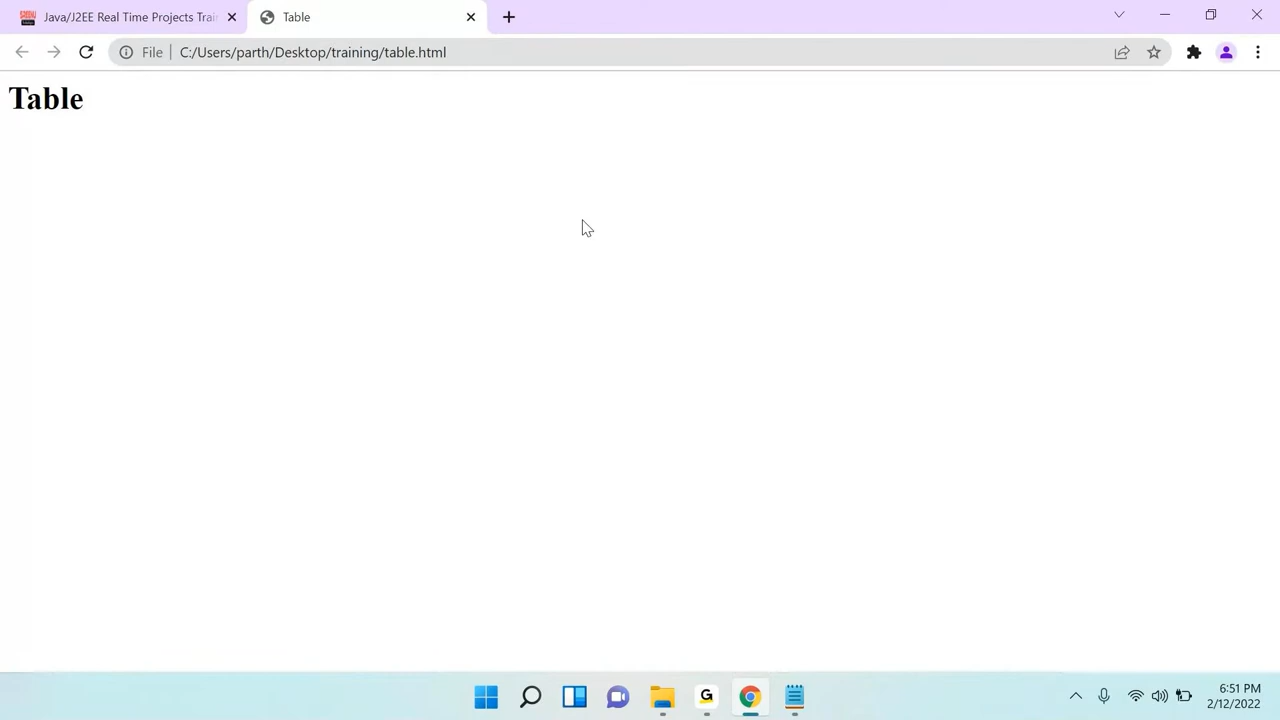 Java/J2EE Real Time Projects Trai
Table
File
C:/Users/parth/Desktop/training/table.html
Table
G
6:51 PM
2/12/2022